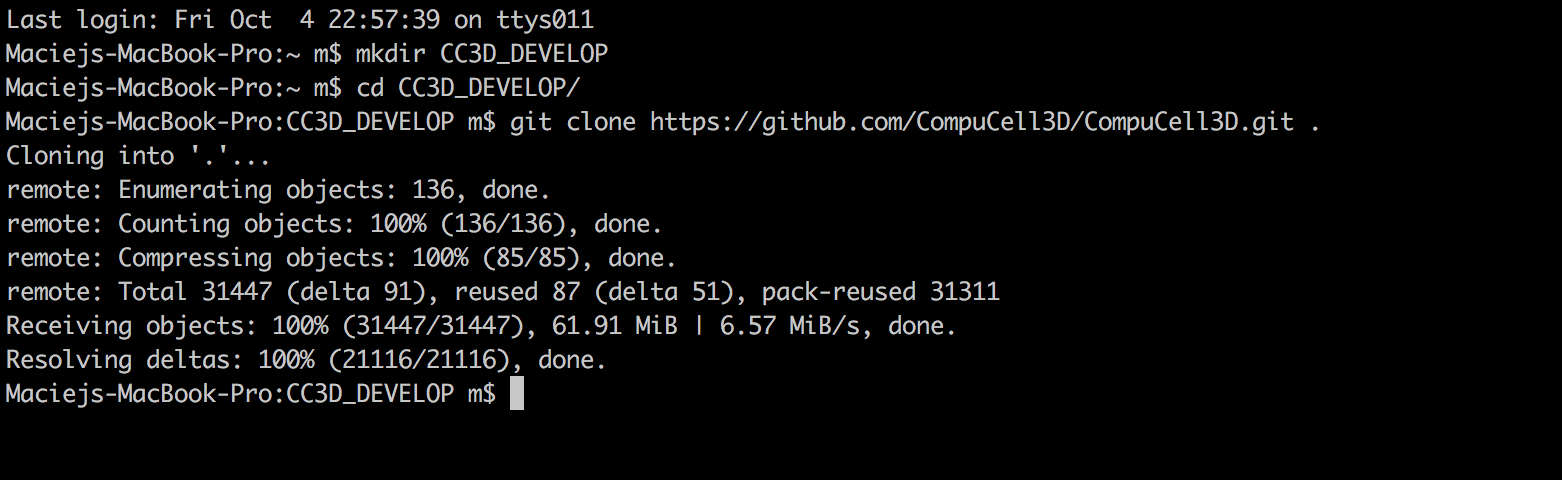 Last login: Fri Oct  4 22:57:39 on ttys011
Maciejs-MacBook-Pro:~ m$ mkdir CC3D_DEVELOP
Maciejs-MacBook-Pro:~ m$ cd CC3D_DEVELOP/
Maciejs-MacBook-Pro:CC3D_DEVELOP m$ git clone https://github.com/CompuCell3D/CompuCell3D.git .
Cloning into '.'...
remote: Enumerating objects: 136, done.
remote: Counting objects: 100% (136/136), done.
remote: Compressing objects: 100% (85/85), done.
remote: Total 31447 (delta 91), reused 87 (delta 51), pack-reused 31311
Receiving objects: 100% (31447/31447), 61.91 MiB | 6.57 MiB/s, done.
Resolving deltas: 100% (21116/21116), done.
Maciejs-MacBook-Pro:CC3D_DEVELOP m$